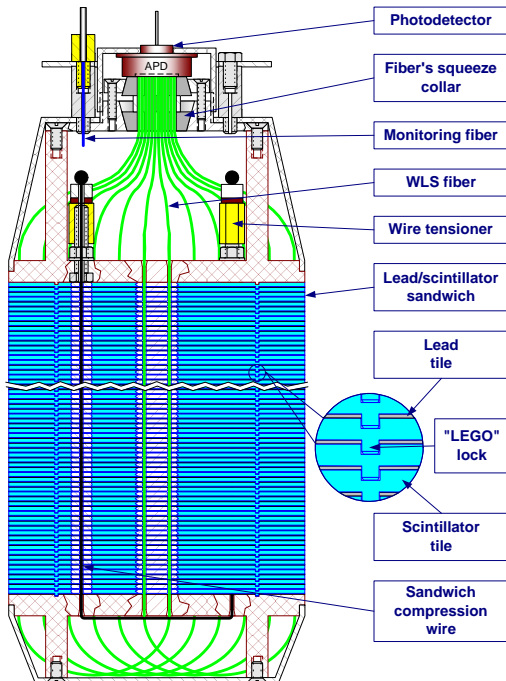 Photodetector
APD
Fiber's squeeze
collar
Monitoring fiber
WLS fiber
Wire tensioner
Lead/scintillator
sandwich
Lead
tile
"LEGO"
lock
Scintillator
tile
Sandwich
compression
wire